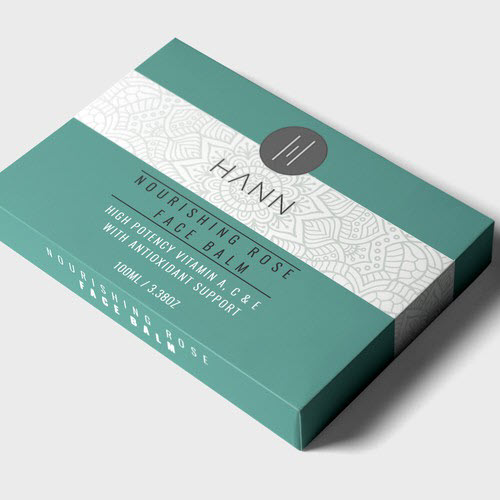 HANN
NOURISHING ROSE
FACE BALM
HIGH POTENCY VITAMIN A, C & E
WITH ANTIOXIDANT SUPPORT
100ML / 3.38OZ
NOURISHING ROSE
FACE BALM